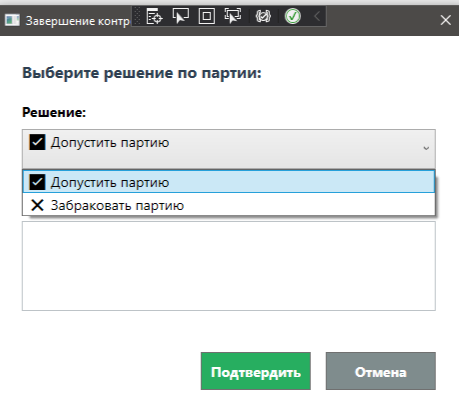 Завершение контр
Выберите решение по партии:
Решение:
Допустить партию
Допустить партию
Забраковать партию
Подтвердить
Отмена